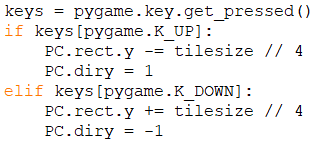 keys = pygame.key.get_pressed()
if keys[pygame.K_UP]:
    PC.rect.y -= tilesize // 4
    PC.diry = 1
elif keys[pygame.K_DOWN]:
    PC.rect.y += tilesize // 4
    PC.diry = -1